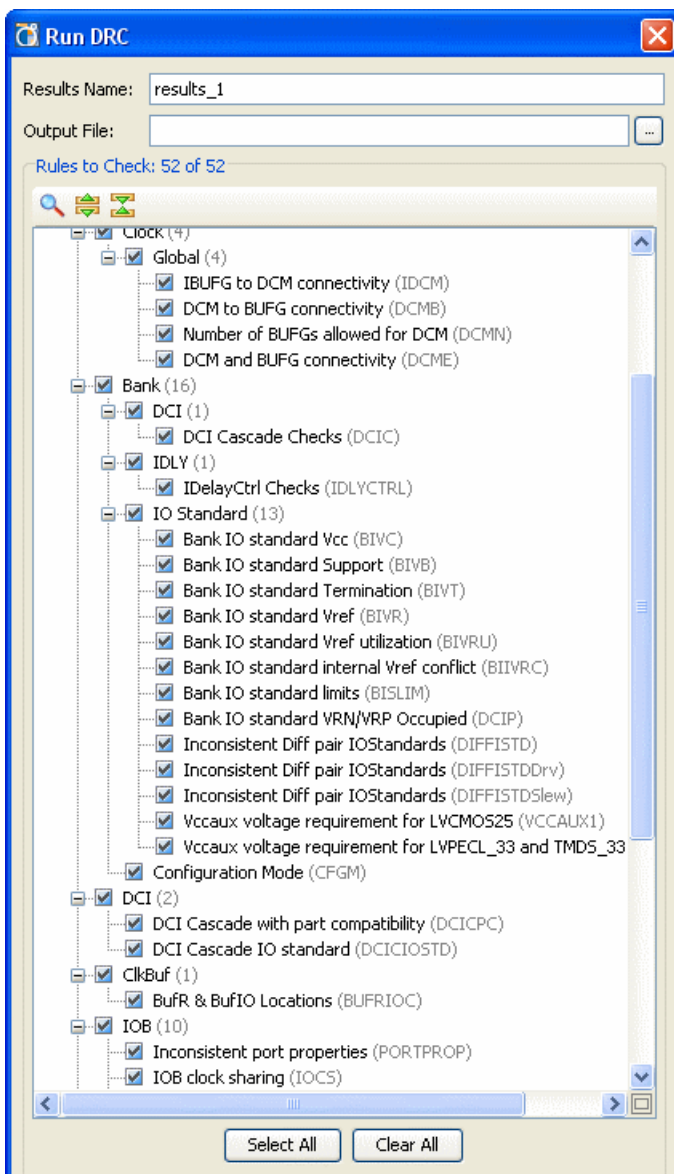 Run DRC
Results Name: results_1
Output File: ...
Rules to Check: 52 of 52
Clock (4)
Global (4)
IBUFG to DCM connectivity (IDCM)
DCM to BUFG connectivity (DCMB)
Number of BUFGs allowed for DCM (DCMN)
DCM and BUFG connectivity (DCME)
Bank (16)
DCI (1)
DCI Cascade Checks (DCIC)
IDLY (1)
IDelayCtrl Checks (IDLYCTRL)
IO Standard (13)
Bank IO standard Vcc (BIVC)
Bank IO standard Support (BIVB)
Bank IO standard Termination (BIVT)
Bank IO standard Vref (BIVR)
Bank IO standard Vref utilization (BIVRU)
Bank IO standard internal Vref conflict (BIIVRC)
Bank IO standard limits (BISLIM)
Bank IO standard VRN/VRP Occupied (DCIP)
Inconsistent Diff pair IOStandards (DIFFISTD)
Inconsistent Diff pair IOStandards (DIFFISTDDrv)
Inconsistent Diff pair IOStandards (DIFFISTDSlew)
Vccaux voltage requirement for LVCMOS25 (VCCAUX1)
Vccaux voltage requirement for LVPECL_33 and TMDS_33
Configuration Mode (CFGM)
DCI (2)
DCI Cascade with part compatibility (DCICPC)
DCI Cascade IO standard (DCICIOSTD)
ClkBuf (1)
BufR & BufIO Locations (BUFRIOC)
IOB (10)
Inconsistent port properties (PORTPROP)
IOB clock sharing (IOCS)
Select All Clear All